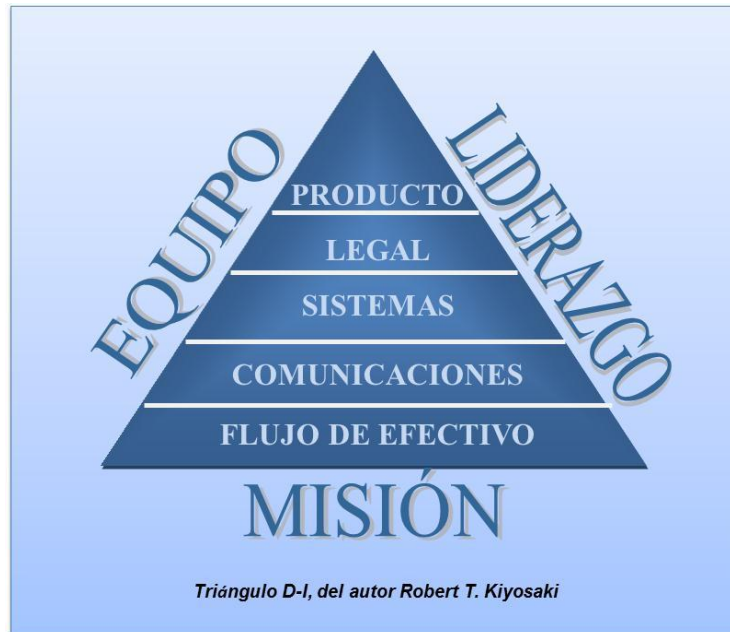 EQUIPO
LIDERAZGO
PRODUCTO
LEGAL
SISTEMAS
COMUNICACIONES
FLUJO DE EFECTIVO
MISIÓN
Triángulo D-I, del autor Robert T. Kiyosaki